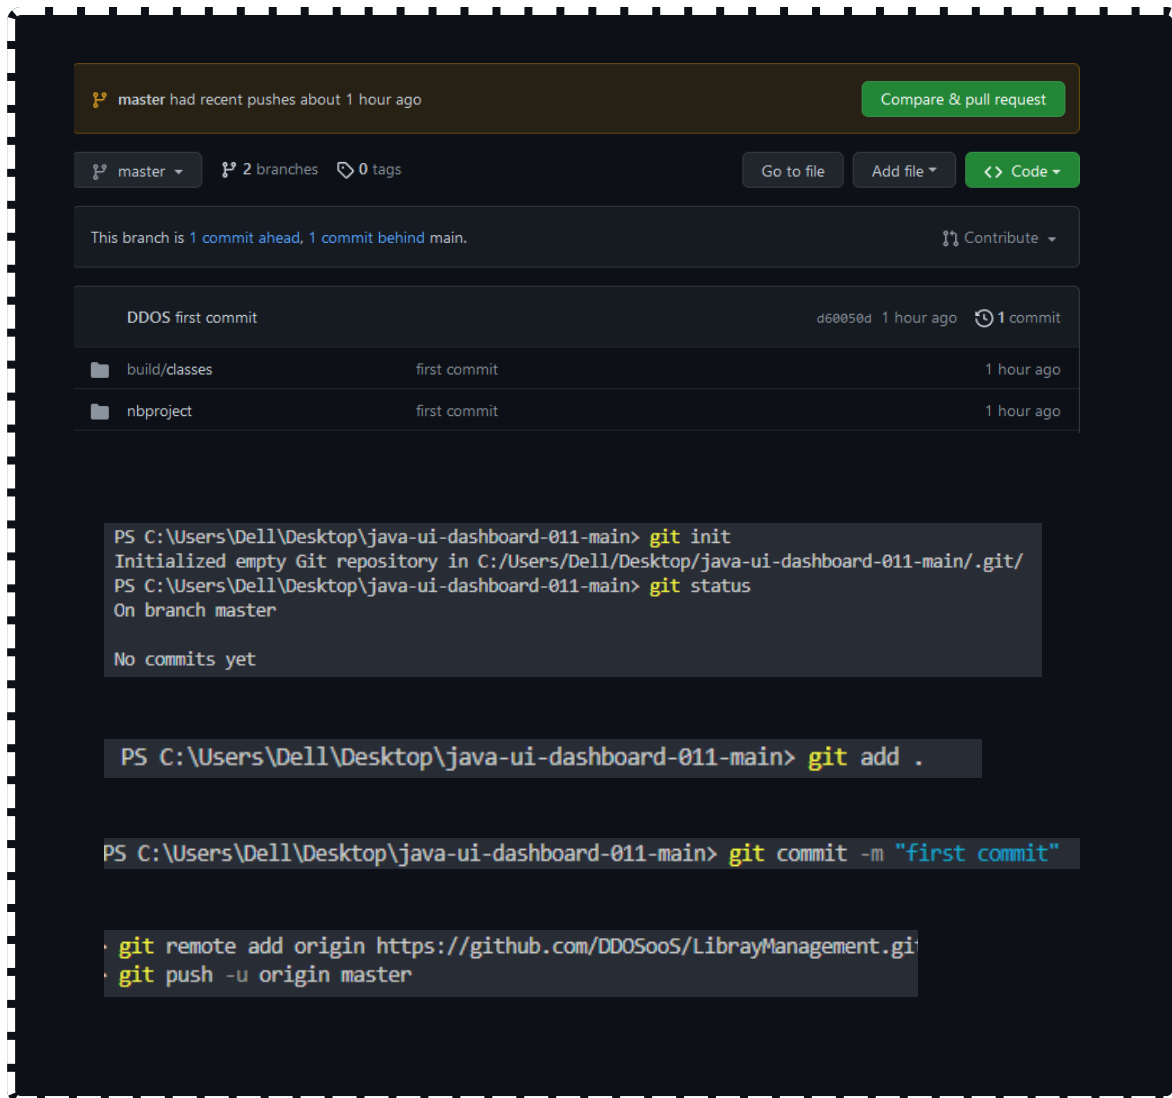 master had recent pushes about 1 hour ago Compare & pull request
master 2 branches 0 tags Go to file Add file <> Code
This branch is 1 commit ahead, 1 commit behind main. Contribute
DDOS first commit d60050d 1 hour ago 1 commit
build/classes first commit 1 hour ago
nbproject first commit 1 hour ago
PS C:\Users\Dell\Desktop\java-ui-dashboard-011-main> git init
Initialized empty Git repository in C:/Users/Dell/Desktop/java-ui-dashboard-011-main/.git/
PS C:\Users\Dell\Desktop\java-ui-dashboard-011-main> git status
On branch master
No commits yet
PS C:\Users\Dell\Desktop\java-ui-dashboard-011-main> git add .
PS C:\Users\Dell\Desktop\java-ui-dashboard-011-main> git commit -m "first commit"
git remote add origin https://github.com/DDOSooS/LibrayManagement.git
git push -u origin master